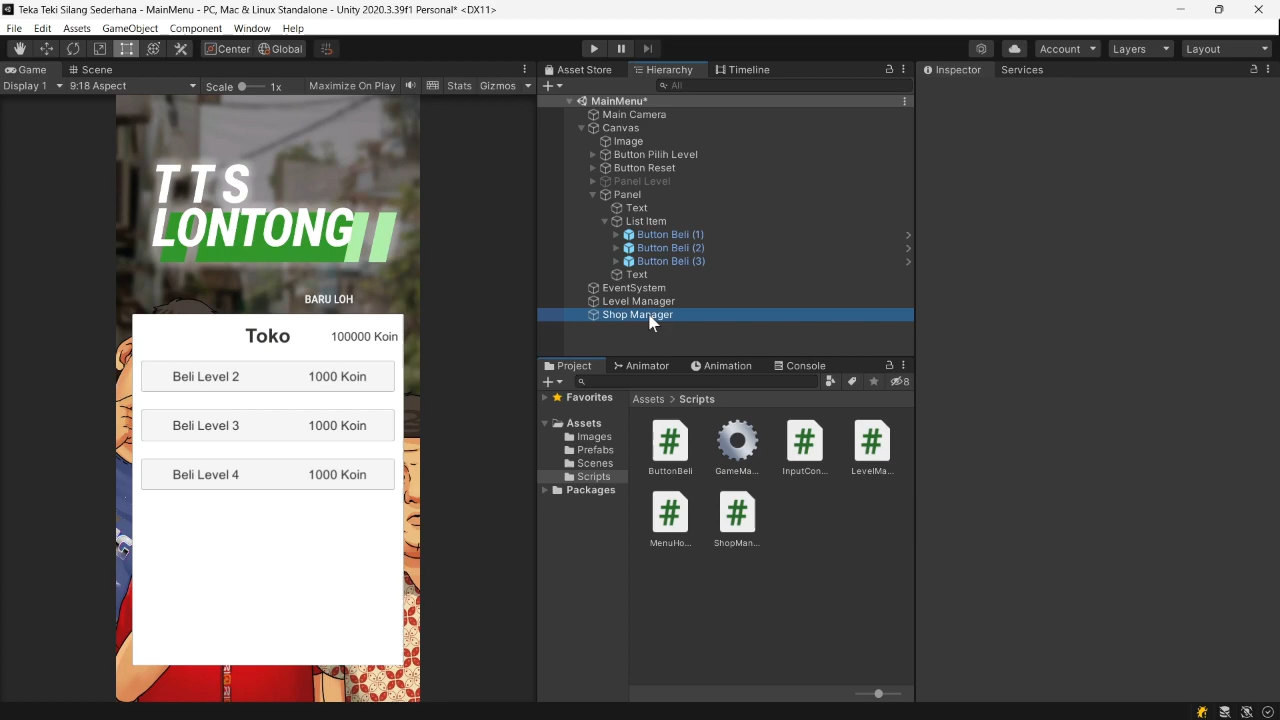 Teka Teki Silang Sederhana - MainMenu - PC, Mac & Linux Standalone - Unity 2020.3.39f1 Personal* <DX11>
File Edit Assets GameObject Component Window Help
Center Global Account Layers Layout
Game Scene
Display 1 9:18 Aspect Scale 1x Maximize On Play Stats Gizmos
TTS
LONTONG
BARU LOH
Toko 100000 Koin
Beli Level 2 1000 Koin
Beli Level 3 1000 Koin
Beli Level 4 1000 Koin
Asset Store Hierarchy Timeline
All
MainMenu*
Main Camera
Canvas
Image
Button Pilih Level
Button Reset
Panel Level
Panel
Text
List Item
Button Beli (1)
Button Beli (2)
Button Beli (3)
Text
EventSystem
Level Manager
Shop Manager
Project Animator Animation Console
8
Favorites
Assets
Images
Prefabs
Scenes
Scripts
Packages
Assets > Scripts
ButtonBeli GameMa... InputCon... LevelMa...
MenuHo... ShopMan...
Inspector Services